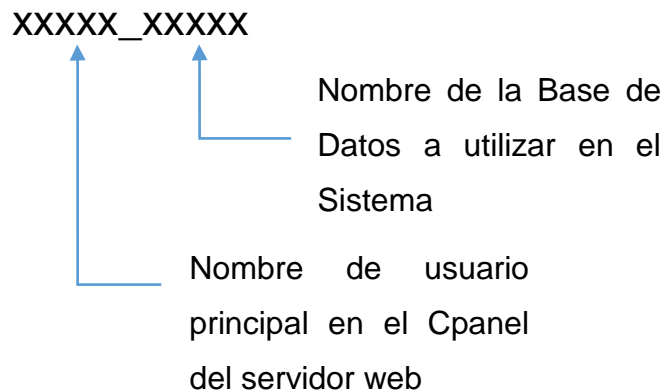 xxxxx_xxxxx
Nombre de la Base de
Datos a utilizar en el
Sistema
Nombre de usuario
principal en el Cpanel
del servidor web